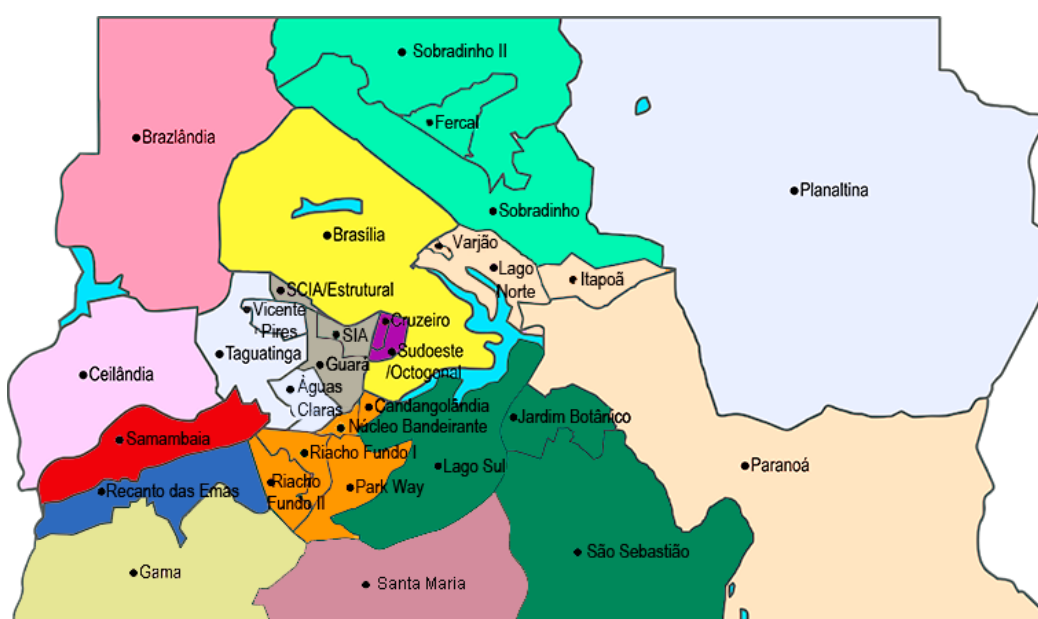 Sobradinho II
Fercal
Brazlândia
Planaltina
Sobradinho
Brasília
Varjão
Lago
Norte
Itapoã
SCIA/Estrutural
Vicente
Pires
Cruzeiro
SIA
Taguatinga
Sudoeste
/Octogonal
Guará
Ceilândia
Águas
Claras
Candangolândia
Jardim Botânico
Núcleo Bandeirante
Samambaia
Riacho Fundo I
Lago Sul
Paranoá
Riacho
Fundo II
Park Way
Recanto das Emas
São Sebastião
Gama
Santa Maria